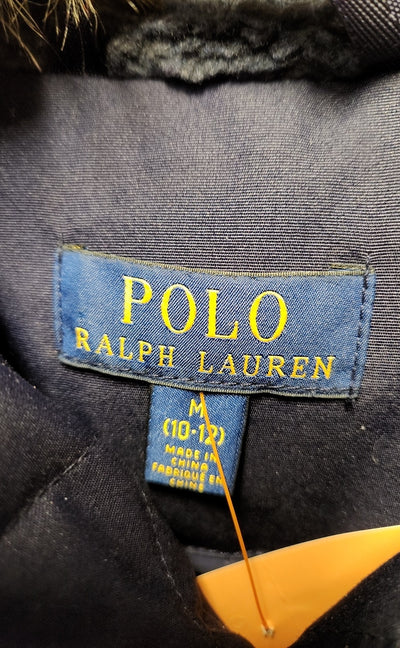 POLO
RALPH LAUREN
M
(10-12)
MADE IN
CHINA
FABRIQUE EN
CHINE